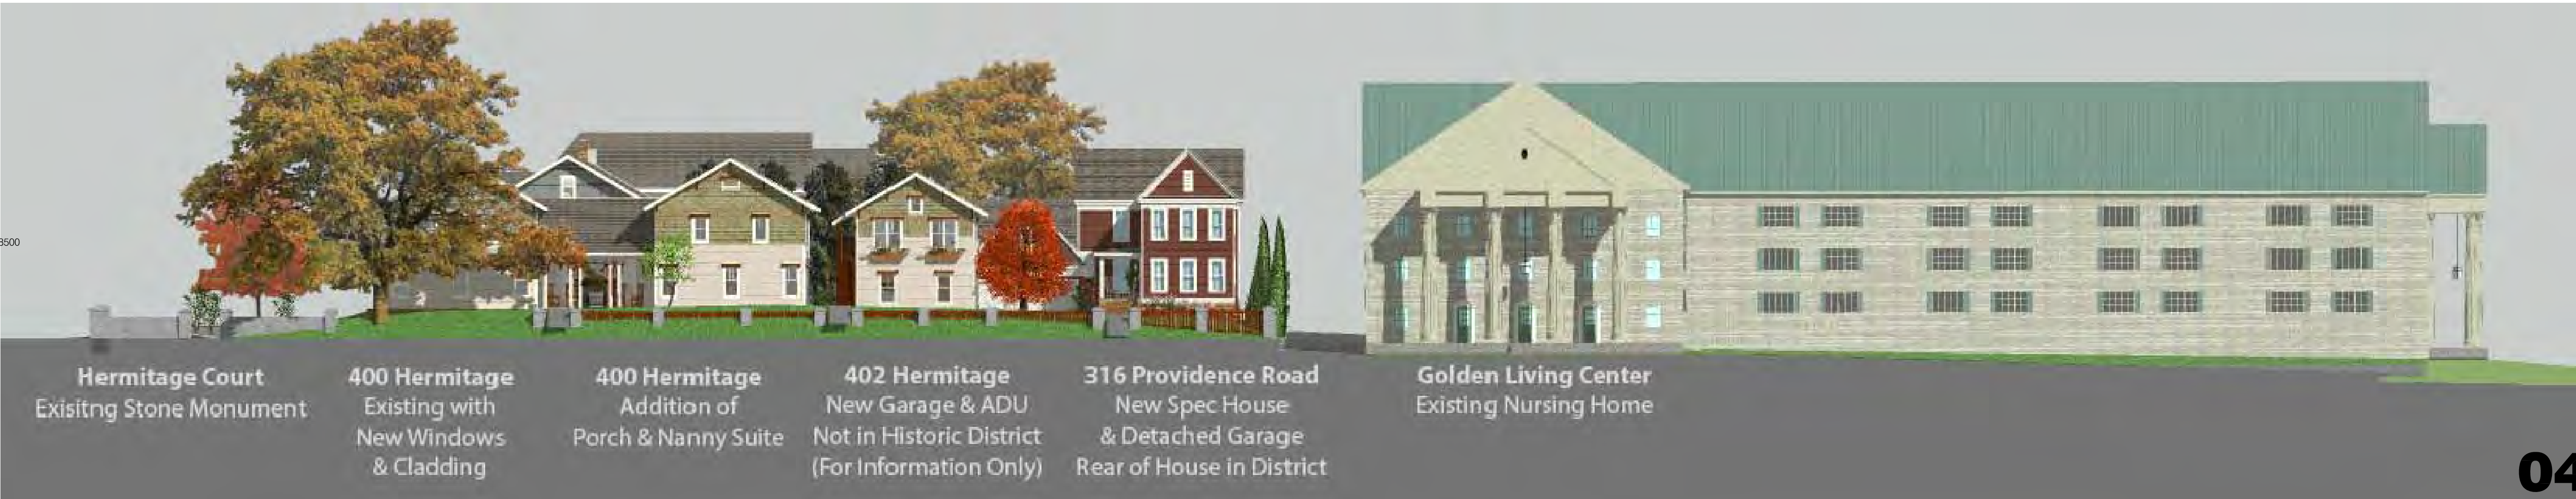 3500
Hermitage Court
Exisitng Stone Monument
400 Hermitage
Existing with
New Windows
& Cladding
400 Hermitage
Addition of
Porch & Nanny Suite
402 Hermitage
New Garage & ADU
Not in Historic District
(For Information Only)
316 Providence Road
New Spec House
& Detached Garage
Rear of House in District
Golden Living Center
Existing Nursing Home
04